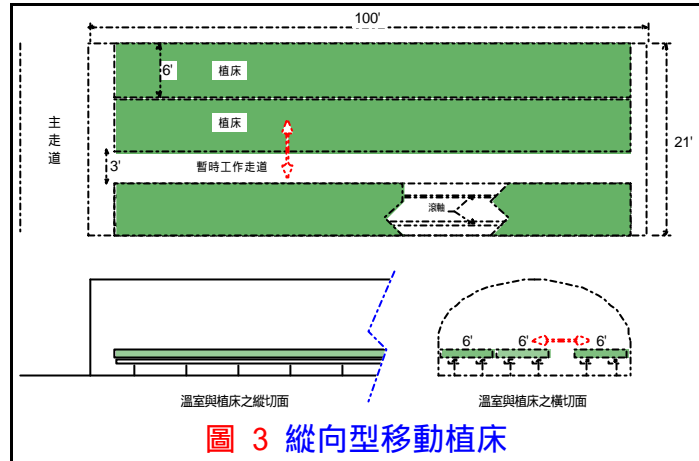 100'
6'
植床
主走道
植床
21'
3'
暫時工作走道
滾軸
6' 6' 6'
溫室與植床之縱切面
溫室與植床之橫切面
圖 3 縱向型移動植床